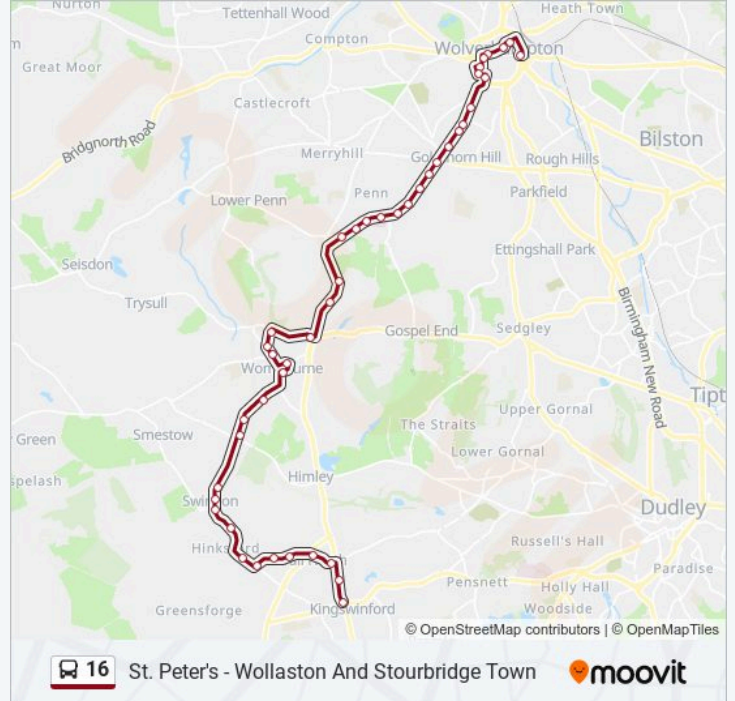 Nurton
Tettenhall Wood
Heath Town
Compton
Great Moor
Castlecroft
Bridgnorth Road
Bilston
Merryhill
Rough Hills
Penn
Parkfield
Lower Penn
Ettingshall Park
Seisdon
Trysull
Birmingham New Road
Gospel End
Sedgley
Tipt
Upper Gornal
The Straits
Green
Smestow
Lower Gornal
Himley
Dudley
Russell's Hall
Paradise
Pensnett
Holly Hall
Greensforge
Kingswinford
Woodside
© OpenStreetMap contributors | © OpenMapTiles
16 St. Peter's - Wollaston And Stourbridge Town moovit